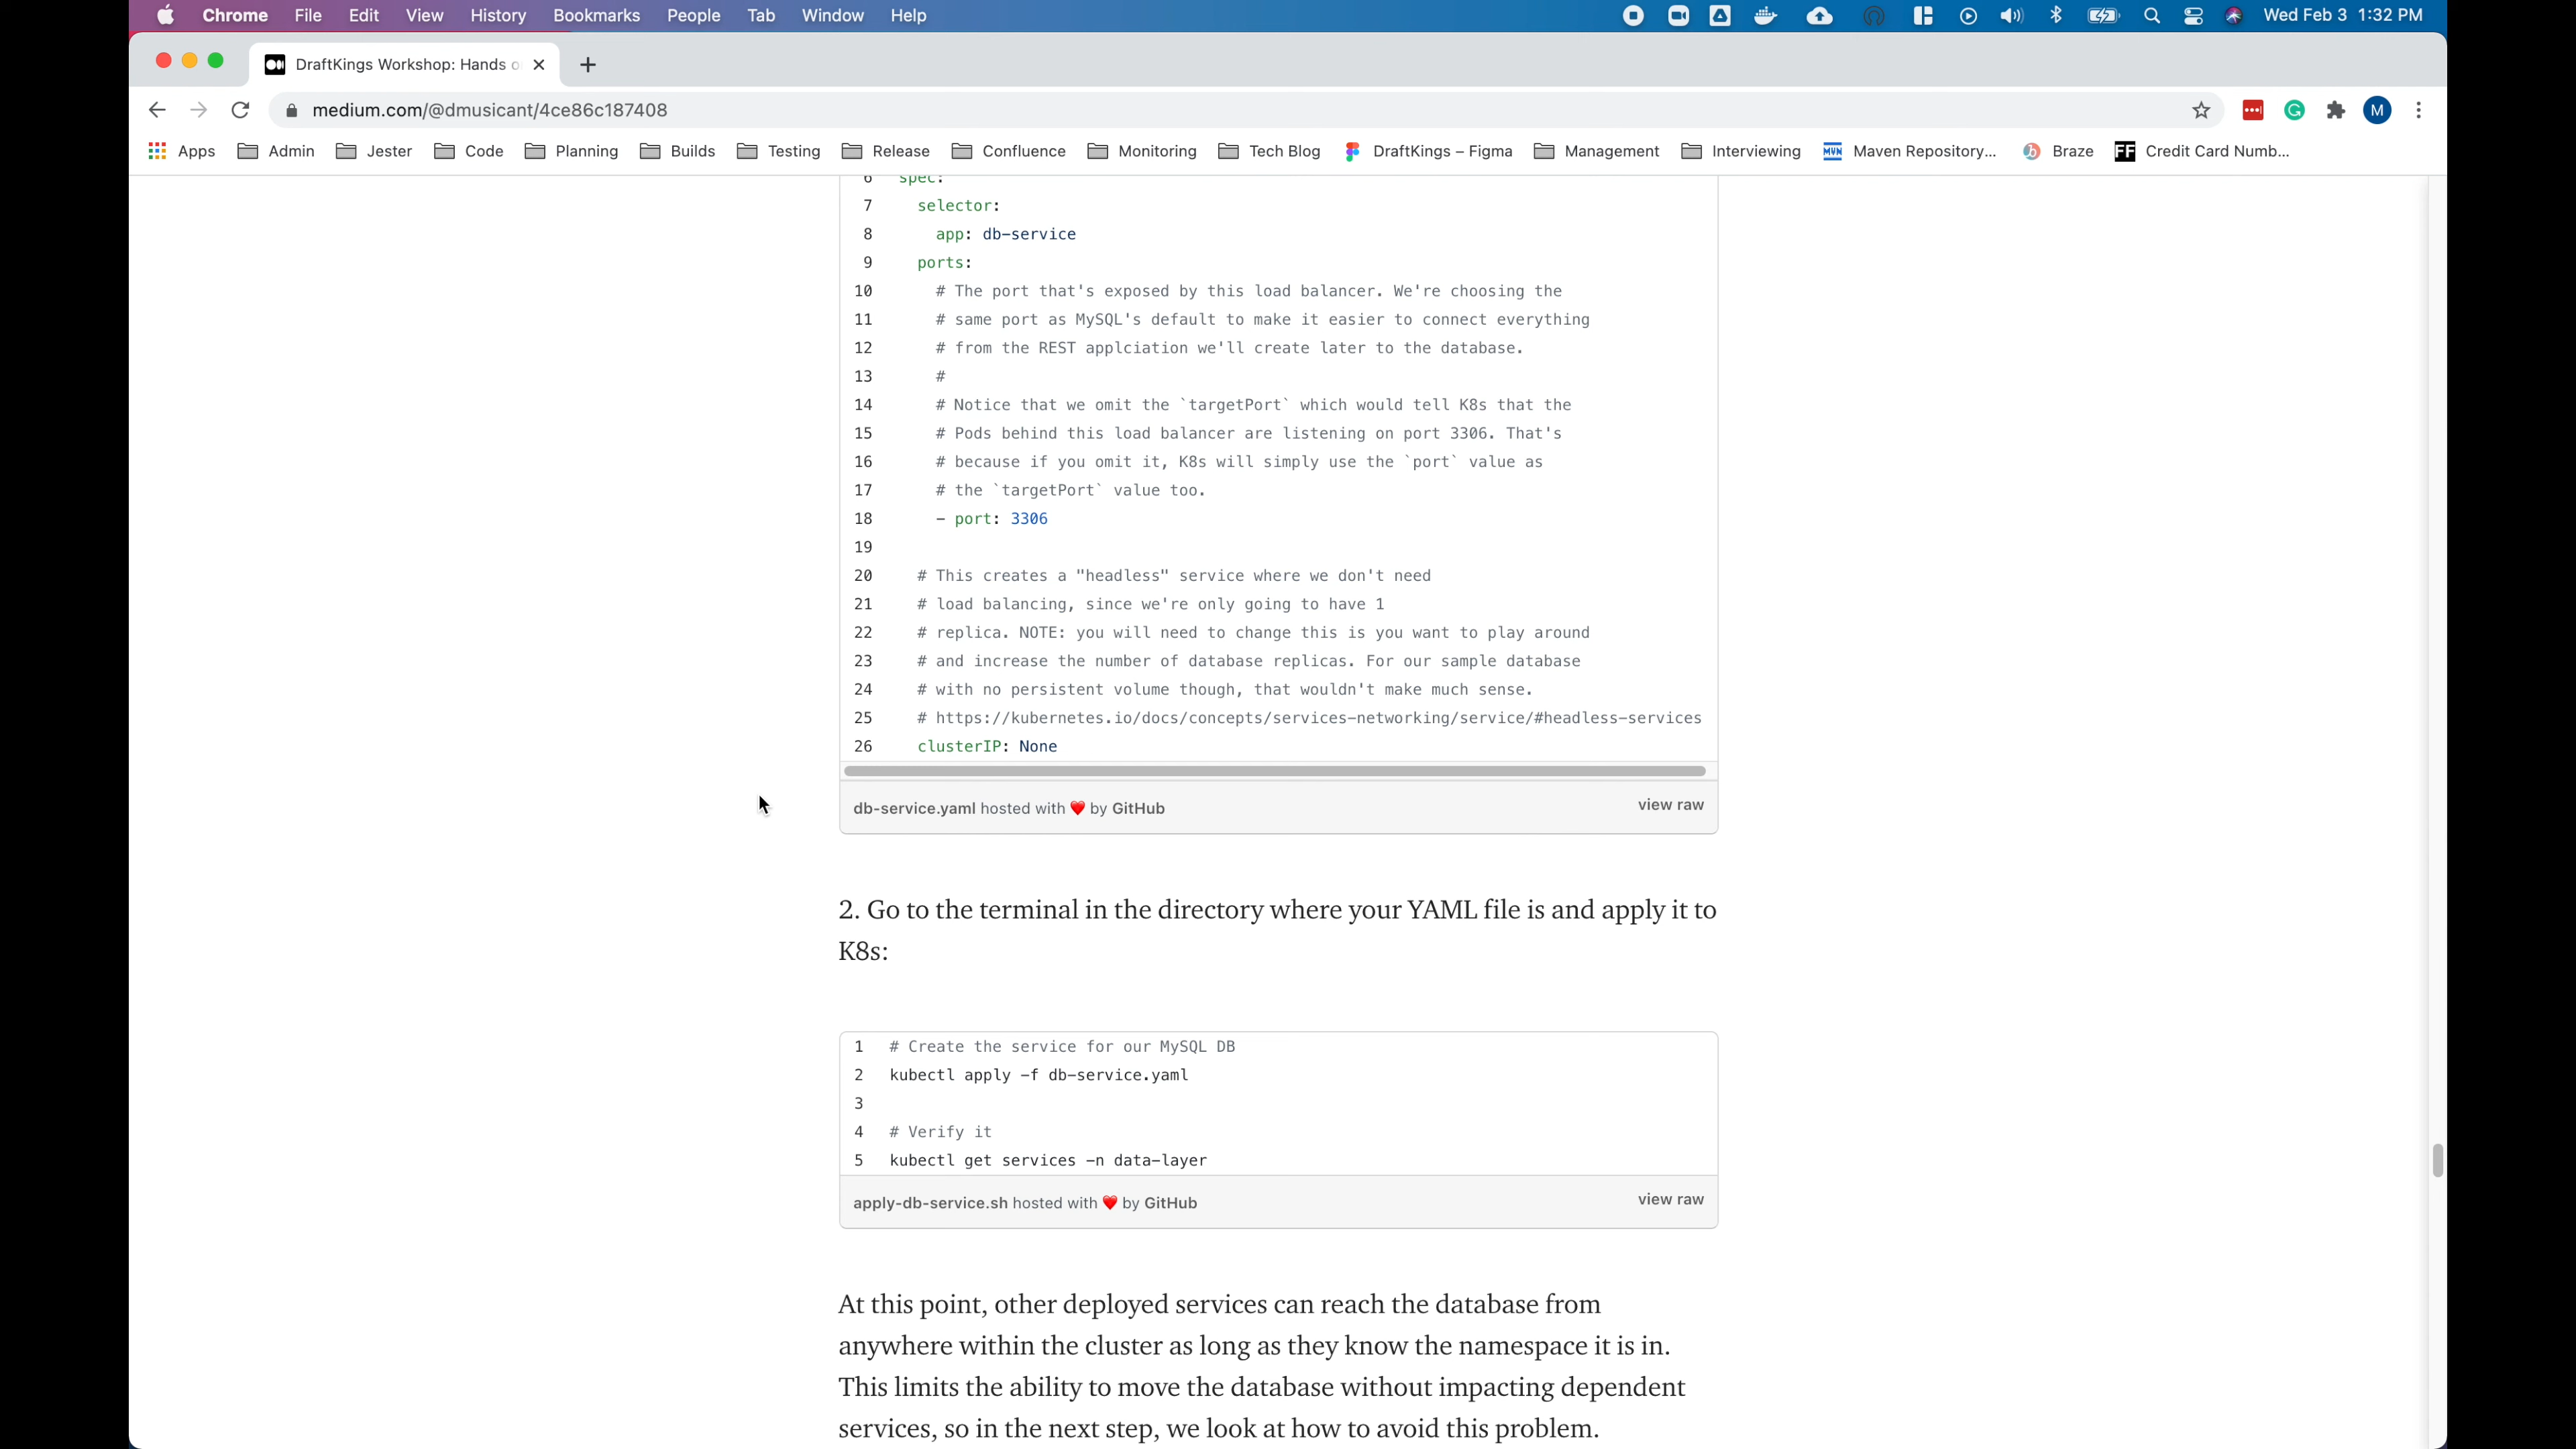 Chrome File Edit View History Bookmarks People Tab Window Help Wed Feb 3 1:32 PM
DraftKings Workshop: Hands o
medium.com/@dmusicant/4ce86c187408 M
Apps Admin Jester Code Planning Builds Testing Release Confluence Monitoring Tech Blog DraftKings – Figma Management Interviewing MVN Maven Repository... Braze FF Credit Card Numb...
6 spec:
7 selector:
8 app: db-service
9 ports:
10 # The port that's exposed by this load balancer. We're choosing the
11 # same port as MySQL's default to make it easier to connect everything
12 # from the REST applciation we'll create later to the database.
13 #
14 # Notice that we omit the `targetPort` which would tell K8s that the
15 # Pods behind this load balancer are listening on port 3306. That's
16 # because if you omit it, K8s will simply use the `port` value as
17 # the `targetPort` value too.
18 - port: 3306
19
20 # This creates a "headless" service where we don't need
21 # load balancing, since we're only going to have 1
22 # replica. NOTE: you will need to change this is you want to play around
23 # and increase the number of database replicas. For our sample database
24 # with no persistent volume though, that wouldn't make much sense.
25 # https://kubernetes.io/docs/concepts/services-networking/service/#headless-services
26 clusterIP: None
db-service.yaml hosted with ❤ by GitHub view raw
2. Go to the terminal in the directory where your YAML file is and apply it to
K8s:
1 # Create the service for our MySQL DB
2 kubectl apply -f db-service.yaml
3
4 # Verify it
5 kubectl get services -n data-layer
apply-db-service.sh hosted with ❤ by GitHub view raw
At this point, other deployed services can reach the database from
anywhere within the cluster as long as they know the namespace it is in.
This limits the ability to move the database without impacting dependent
services, so in the next step, we look at how to avoid this problem.